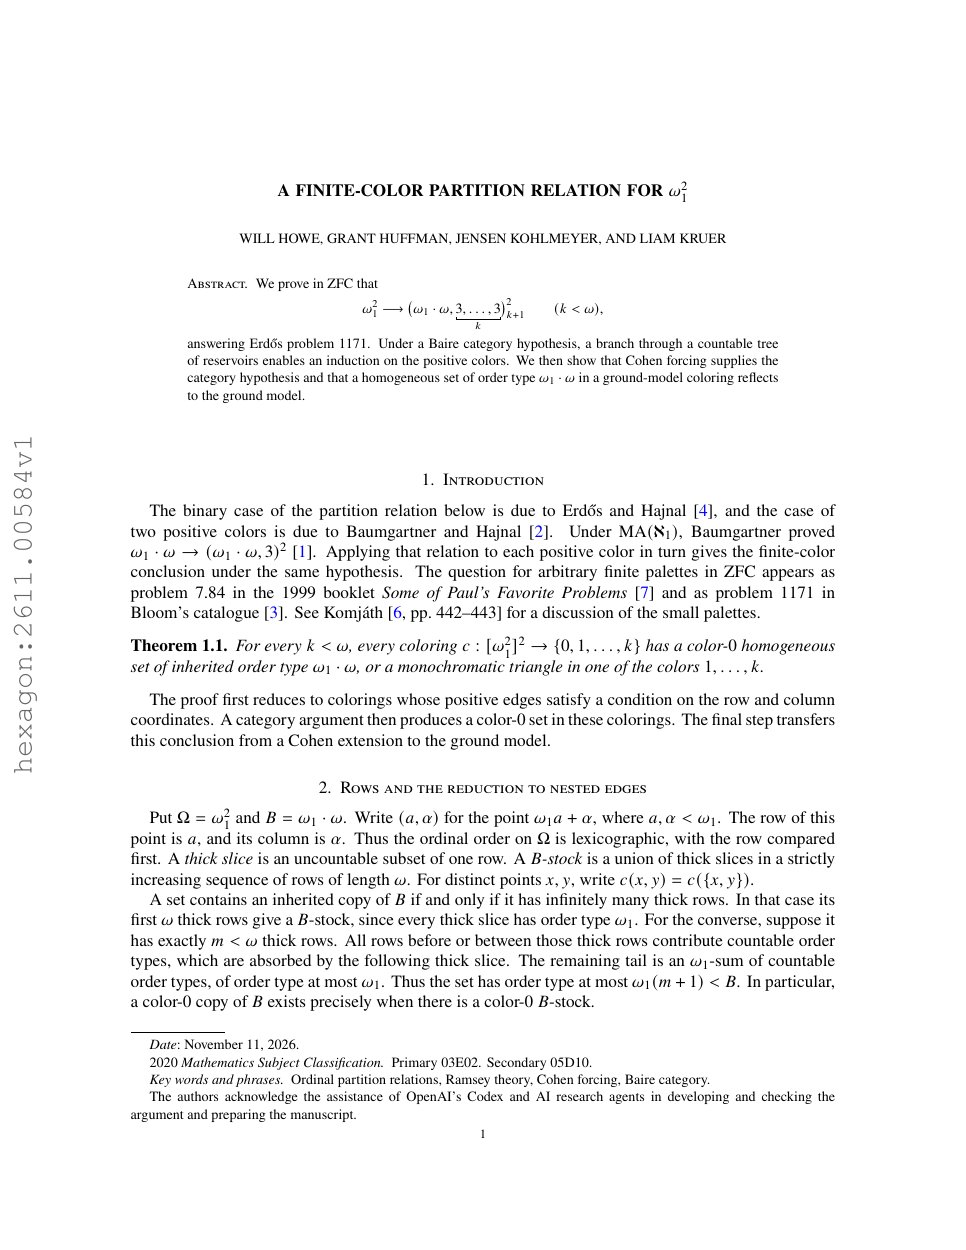 A FINITE-COLOR PARTITION RELATION FOR ω₁²
WILL HOWE, GRANT HUFFMAN, JENSEN KOHLMEYER, AND LIAM KRUER
Abstract. We prove in ZFC that
ω₁² ⟶ (ω₁ · ω, 3, . . . , 3)²ₖ₊₁ (k < ω),
k
answering Erdős problem 1171. Under a Baire category hypothesis, a branch through a countable tree
of reservoirs enables an induction on the positive colors. We then show that Cohen forcing supplies the
category hypothesis and that a homogeneous set of order type ω₁ · ω in a ground-model coloring reflects
to the ground model.
1. Introduction
The binary case of the partition relation below is due to Erdős and Hajnal [4], and the case of
two positive colors is due to Baumgartner and Hajnal [2]. Under MA(ℵ₁), Baumgartner proved
ω₁ · ω → (ω₁ · ω, 3)² [1]. Applying that relation to each positive color in turn gives the finite-color
conclusion under the same hypothesis. The question for arbitrary finite palettes in ZFC appears as
problem 7.84 in the 1999 booklet Some of Paul's Favorite Problems [7] and as problem 1171 in
Bloom's catalogue [3]. See Komjáth [6, pp. 442–443] for a discussion of the small palettes.
Theorem 1.1. For every k < ω, every coloring c : [ω₁²]² → {0, 1, . . . , k} has a color-0 homogeneous
set of inherited order type ω₁ · ω, or a monochromatic triangle in one of the colors 1, . . . , k.
The proof first reduces to colorings whose positive edges satisfy a condition on the row and column
coordinates. A category argument then produces a color-0 set in these colorings. The final step transfers
this conclusion from a Cohen extension to the ground model.
2. Rows and the reduction to nested edges
Put Ω = ω₁² and B = ω₁ · ω. Write (a, α) for the point ω₁a + α, where a, α < ω₁. The row of this
point is a, and its column is α. Thus the ordinal order on Ω is lexicographic, with the row compared
first. A thick slice is an uncountable subset of one row. A B-stock is a union of thick slices in a strictly
increasing sequence of rows of length ω. For distinct points x, y, write c(x, y) = c({x, y}).
A set contains an inherited copy of B if and only if it has infinitely many thick rows. In that case its
first ω thick rows give a B-stock, since every thick slice has order type ω₁. For the converse, suppose it
has exactly m < ω thick rows. All rows before or between those thick rows contribute countable order
types, which are absorbed by the following thick slice. The remaining tail is an ω₁-sum of countable
order types, of order type at most ω₁. Thus the set has order type at most ω₁(m + 1) < B. In particular,
a color-0 copy of B exists precisely when there is a color-0 B-stock.
Date: November 11, 2026.
2020 Mathematics Subject Classification. Primary 03E02. Secondary 05D10.
Key words and phrases. Ordinal partition relations, Ramsey theory, Cohen forcing, Baire category.
The authors acknowledge the assistance of OpenAI's Codex and AI research agents in developing and checking the
argument and preparing the manuscript.
1
hexagon:2611.00584v1